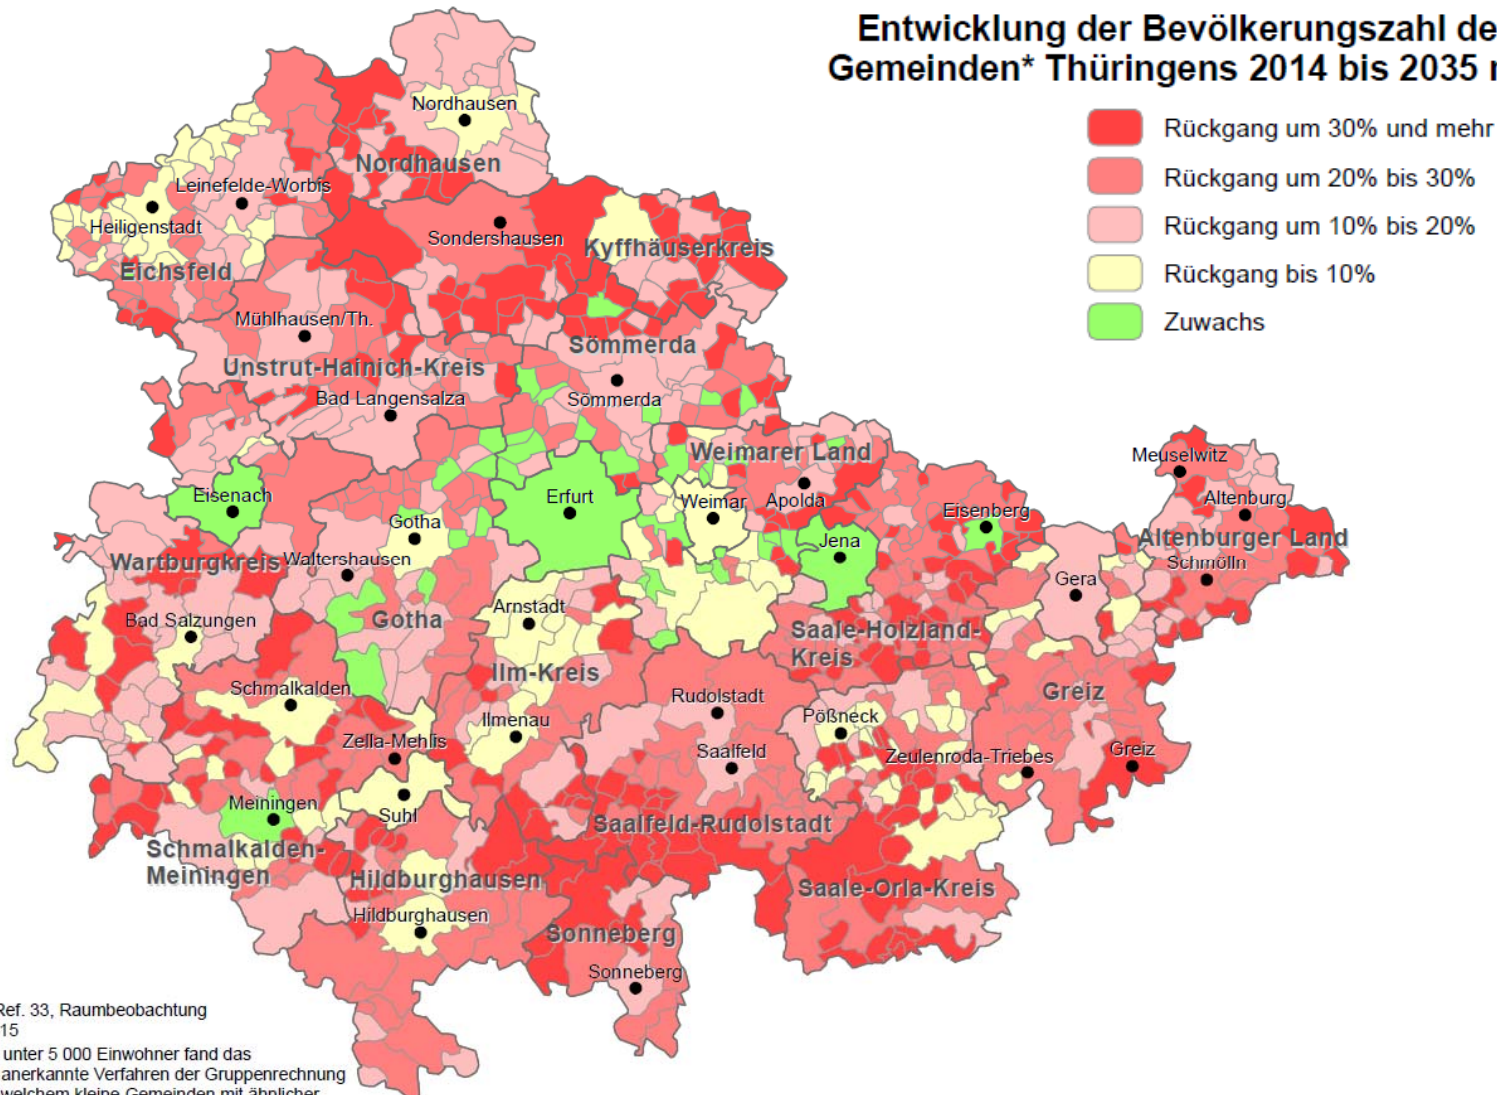 Entwicklung der Bevölkerungszahl de
Gemeinden* Thüringens 2014 bis 2035 n
Rückgang um 30% und mehr
Rückgang um 20% bis 30%
Rückgang um 10% bis 20%
Rückgang bis 10%
Zuwachs
Nordhausen
Nordhausen
Leinefelde-Worbis
Heiligenstadt
Eichsfeld
Sondershausen
Kyffhäuserkreis
Mühlhausen/Th.
Unstrut-Hainich-Kreis
Bad Langensalza
Sömmerda
Sömmerda
Weimarer Land
Meuselwitz
Altenburg
Altenburger Land
Schmölln
Eisenach
Erfurt
Weimar
Apolda
Eisenberg
Gotha
Jena
Wartburgkreis
Waltershausen
Gera
Bad Salzungen
Gotha
Arnstadt
Saale-Holzland-
Kreis
Ilm-Kreis
Greiz
Schmalkalden
Rudolstadt
Ilmenau
Pößneck
Zella-Mehlis
Saalfeld
Zeulenroda-Triebes
Greiz
Meiningen
Suhl
Saalfeld-Rudolstadt
Schmalkalden-
Meiningen
Hildburghausen
Saale-Orla-Kreis
Hildburghausen
Sonneberg
Sonneberg
Ref. 33, Raumbeobachtung
15
unter 5 000 Einwohner fand das
anerkannte Verfahren der Gruppenrechnung
welchem kleine Gemeinden mit ähnlicher